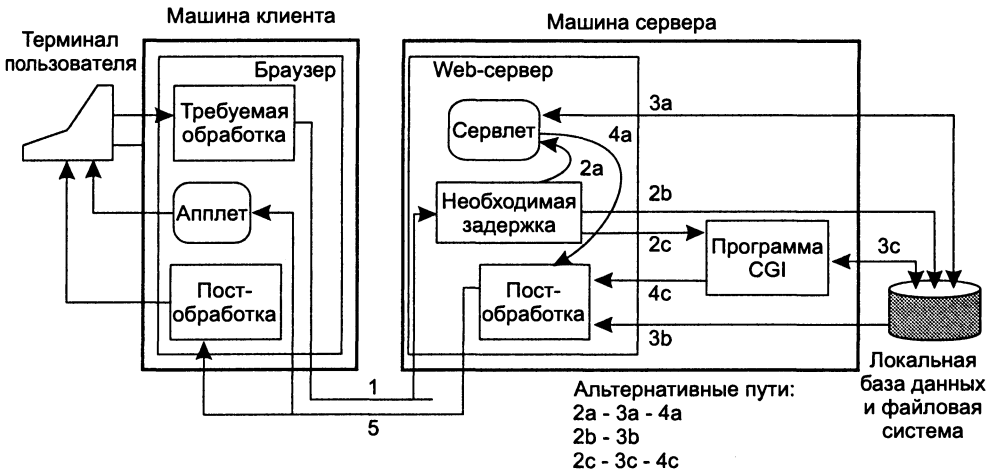 Машина клиента
Машина сервера
Терминал
пользователя
Браузер
Web-сервер
Требуемая
обработка
Сервлет
3a
4a
2a
Апплет
Необходимая
задержка
2b
2c
Программа
CGI
3c
Пост-
обработка
Пост-
обработка
4c
3b
1
5
Локальная
база данных
и файловая
система
Альтернативные пути:
2a - 3a - 4a
2b - 3b
2c - 3c - 4c